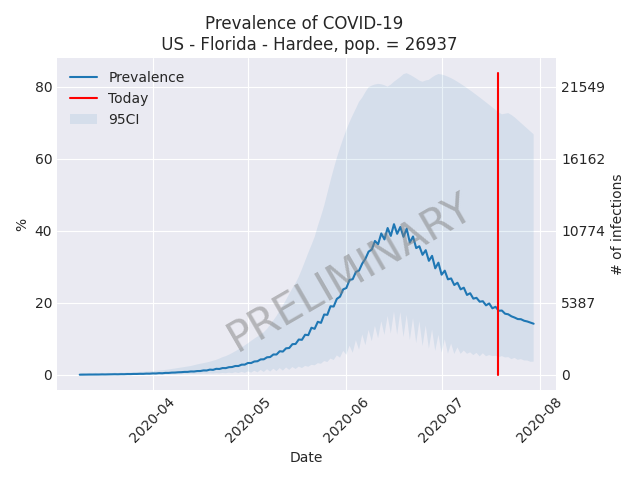 Prevalence of COVID-19
US - Florida - Hardee, pop. = 26937
Prevalence
Today
95CI
80
60
40
20
0
%
21549
16162
10774
5387
0
# of infections
PRELIMINARY
2020-04
2020-05
2020-06
2020-07
2020-08
Date